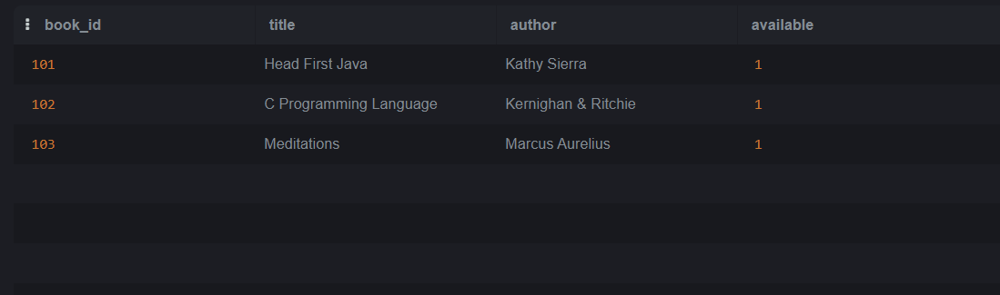 book_id title author available
101 Head First Java Kathy Sierra 1
102 C Programming Language Kernighan & Ritchie 1
103 Meditations Marcus Aurelius 1